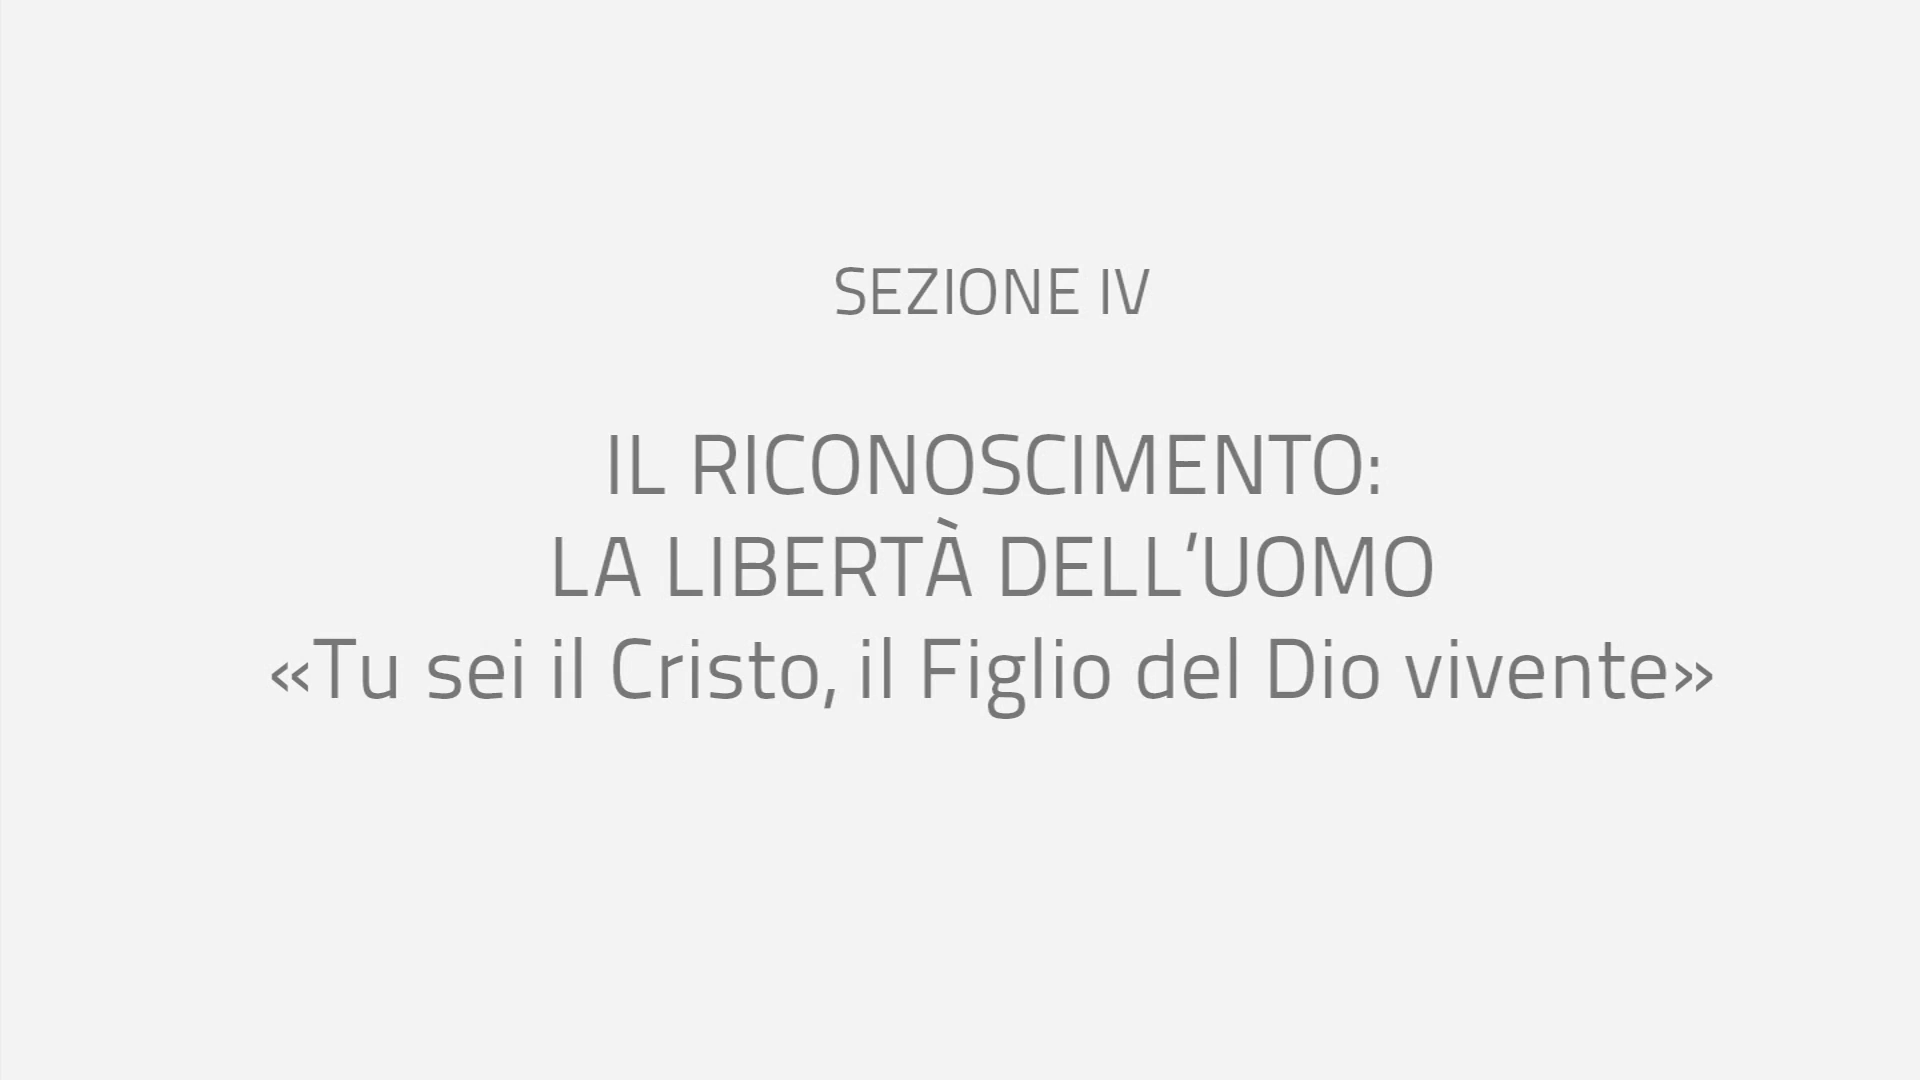 SEZIONE IV
IL RICONOSCIMENTO:
LA LIBERTÀ DELL'UOMO
«Tu sei il Cristo, il Figlio del Dio vivente»